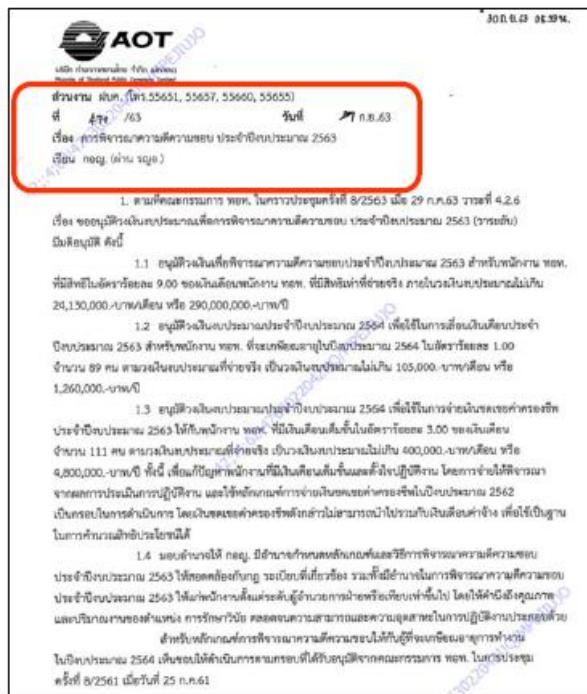 AOT
บริษัท ท่าอากาศยานไทย จำกัด (มหาชน)
Airports of Thailand Public Company Limited
ส่วนงาน ฝบค. (โทร.55651, 55657, 55660, 55655)
ที่ /63 วันที่ ก.ย.63
เรื่อง การพิจารณาความดีความชอบ ประจำปีงบประมาณ 2563
เรียน กอญ. (ผ่าน รญอ.)
1. ตามที่คณะกรรมการ ทอท. ในคราวประชุมครั้งที่ 8/2563 เมื่อ 29 ก.ค.63 วาระที่ 4.2.6
เรื่อง ขออนุมัติวงเงินงบประมาณเพื่อการพิจารณาความดีความชอบ ประจำปีงบประมาณ 2563 (วาระลับ)
มีมติอนุมัติ ดังนี้
1.1 อนุมัติวงเงินเพื่อพิจารณาความดีความชอบประจำปีงบประมาณ 2563 สำหรับพนักงาน ทอท.
ที่มีสิทธิในอัตราร้อยละ 9.00 ของเงินเดือนพนักงาน ทอท. ที่มีสิทธิเท่าที่จ่ายจริง ภายในวงเงินงบประมาณไม่เกิน
24,130,000.-บาท/เดือน หรือ 290,000,000.-บาท/ปี
1.2 อนุมัติวงเงินงบประมาณประจำปีงบประมาณ 2564 เพื่อใช้ในการเลื่อนเงินเดือนประจำ
ปีงบประมาณ 2563 สำหรับพนักงาน ทอท. ที่จะเกษียณอายุในปีงบประมาณ 2564 ในอัตราร้อยละ 1.00
จำนวน 89 คน ตามวงเงินงบประมาณที่จ่ายจริง เป็นวงเงินงบประมาณไม่เกิน 105,000.-บาท/เดือน หรือ
1,260,000.-บาท/ปี
1.3 อนุมัติวงเงินงบประมาณประจำปีงบประมาณ 2564 เพื่อใช้ในการจ่ายเงินชดเชยค่าครองชีพ
ประจำปีงบประมาณ 2563 ให้กับพนักงาน ทอท. ที่มีเงินเดือนเต็มขั้นในอัตราร้อยละ 3.00 ของเงินเดือน
จำนวน 111 คน ตามวงเงินงบประมาณที่จ่ายจริง เป็นวงเงินงบประมาณไม่เกิน 400,000.-บาท/เดือน หรือ
4,800,000.-บาท/ปี ทั้งนี้ เพื่อแก้ปัญหาพนักงานที่มีเงินเดือนเต็มขั้นและตั้งใจปฏิบัติงาน โดยการจ่ายให้พิจารณา
จากผลการประเมินการปฏิบัติงาน และใช้หลักเกณฑ์การจ่ายเงินชดเชยค่าครองชีพในปีงบประมาณ 2562
เป็นกรอบในการดำเนินการ โดยเงินชดเชยค่าครองชีพดังกล่าวไม่สามารถนำไปรวมกับเงินเดือนค่าจ้าง เพื่อใช้เป็นฐาน
ในการคำนวณสิทธิประโยชน์ได้
1.4 มอบอำนาจให้ กอญ. มีอำนาจกำหนดหลักเกณฑ์และวิธีการพิจารณาความดีความชอบ
ประจำปีงบประมาณ 2563 ให้สอดคล้องกับกฎ ระเบียบที่เกี่ยวข้อง รวมทั้งมีอำนาจในการพิจารณาความดีความชอบ
ประจำปีงบประมาณ 2563 ให้แก่พนักงานตั้งแต่ระดับผู้อำนวยการฝ่ายหรือเทียบเท่าขึ้นไป โดยให้คำนึงถึงคุณภาพ
และปริมาณงานของตำแหน่ง การรักษาวินัย ตลอดจนความสามารถและความอุตสาหะในการปฏิบัติงานประกอบด้วย
สำหรับหลักเกณฑ์การพิจารณาความดีความชอบให้กับผู้ที่จะเกษียณอายุการทำงาน
ในปีงบประมาณ 2564 เห็นชอบให้ดำเนินการตามกรอบที่ได้รับอนุมัติจากคณะกรรมการ ทอท. ในการประชุม
ครั้งที่ 8/2561 เมื่อวันที่ 25 ก.ค.61